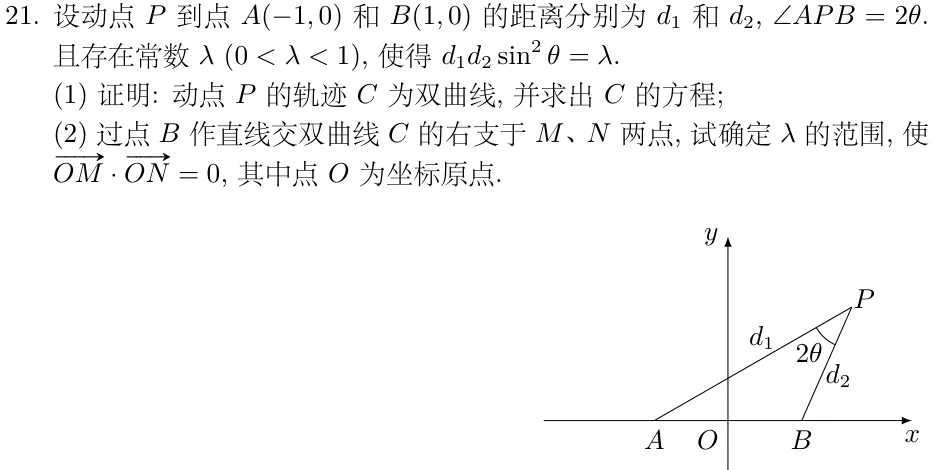 21. 设动点 P 到点 A(−1, 0) 和 B(1, 0) 的距离分别为 d₁ 和 d₂, ∠APB = 2θ.
且存在常数 λ (0 < λ < 1), 使得 d₁d₂ sin² θ = λ.
(1) 证明: 动点 P 的轨迹 C 为双曲线, 并求出 C 的方程;
(2) 过点 B 作直线交双曲线 C 的右支于 M、N 两点, 试确定 λ 的范围, 使
$\overrightarrow{OM} \cdot \overrightarrow{ON} = 0$, 其中点 O 为坐标原点.
y
P
d₁
2θ
d₂
A O B x